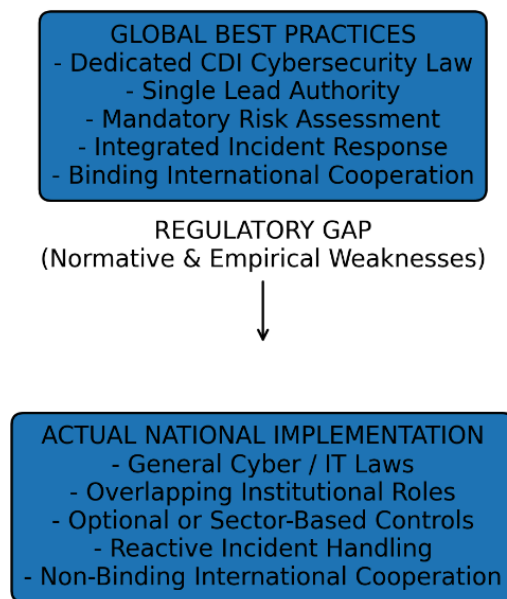 GLOBAL BEST PRACTICES
- Dedicated CDI Cybersecurity Law
- Single Lead Authority
- Mandatory Risk Assessment
- Integrated Incident Response
- Binding International Cooperation
REGULATORY GAP
(Normative & Empirical Weaknesses)
ACTUAL NATIONAL IMPLEMENTATION
- General Cyber / IT Laws
- Overlapping Institutional Roles
- Optional or Sector-Based Controls
- Reactive Incident Handling
- Non-Binding International Cooperation